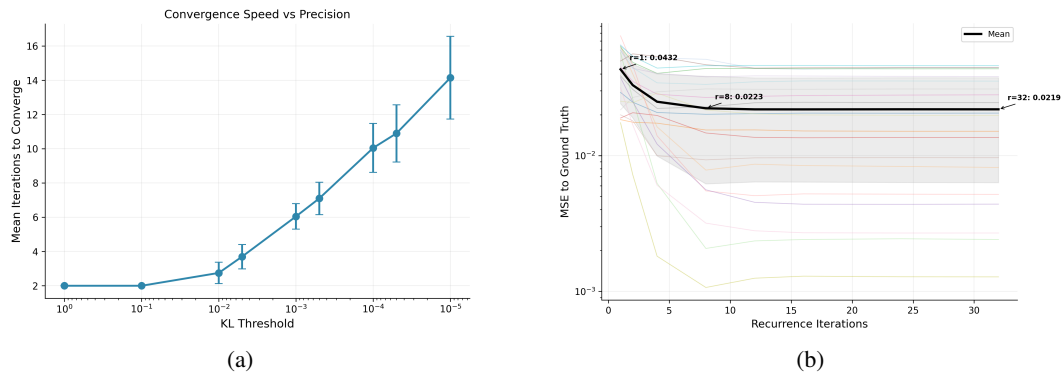 Convergence Speed vs Precision
Mean Iterations to Converge
16
14
12
10
8
6
4
2
10⁰
10⁻¹
10⁻²
10⁻³
10⁻⁴
10⁻⁵
KL Threshold
(a)
MSE to Ground Truth
10⁻²
10⁻³
Mean
r=1: 0.0432
r=8: 0.0223
r=32: 0.0219
0
5
10
15
20
25
30
Recurrence Iterations
(b)